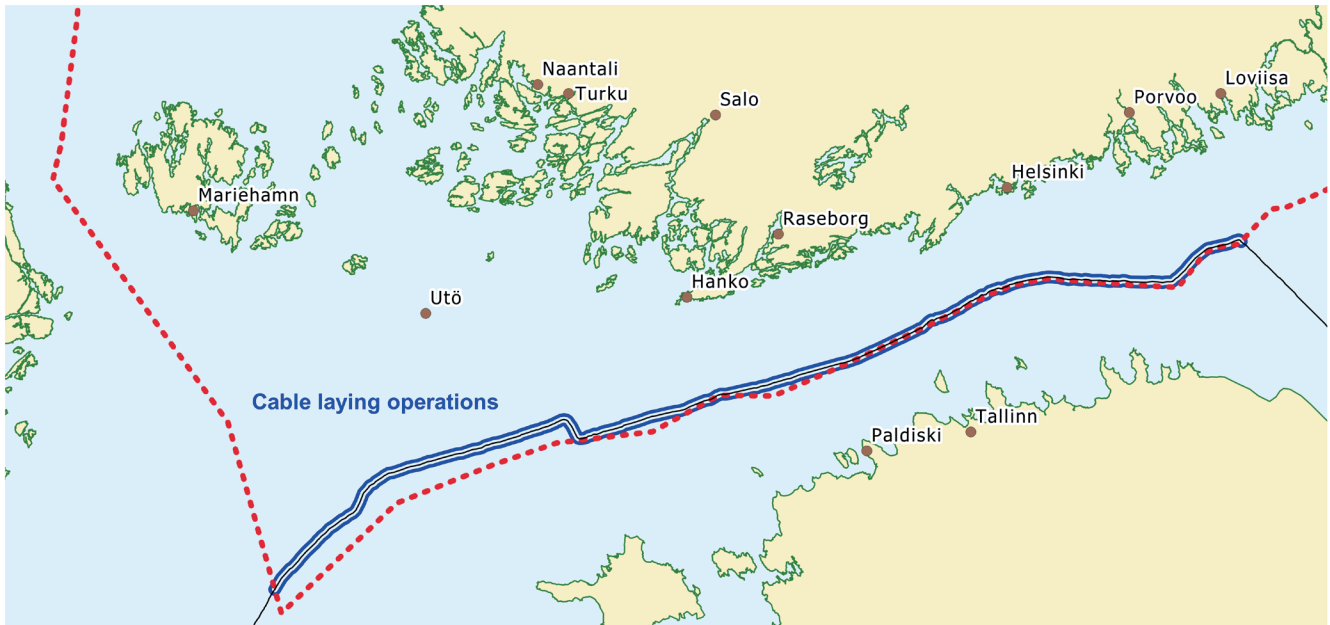 Naantali
Turku
Salo
Loviisa
Porvoo
Helsinki
Mariehamn
Raseborg
Hanko
Utö
Cable laying operations
Tallinn
Paldiski